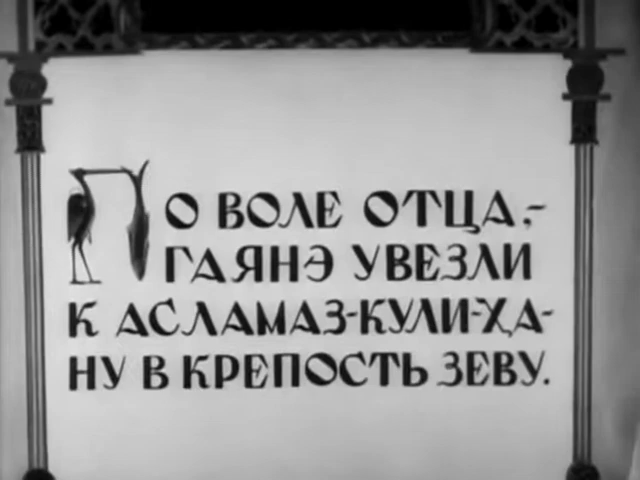 ПО ВОЛЕ ОТЦА,-
ГАЯНЭ УВЕЗЛИ
К АСЛАМАЗ-КУЛИ-ХА-
НУ В КРЕПОСТЬ ЗЕВУ.